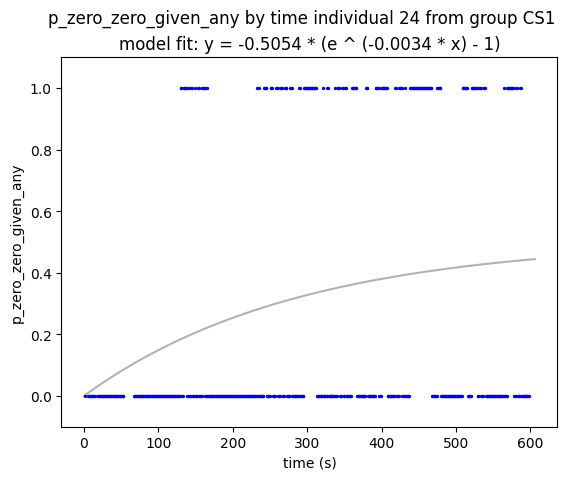 p_zero_zero_given_any by time individual 24 from group CS1
model fit: y = -0.5054 * (e ^ (-0.0034 * x) - 1)
1.0
0.8
0.6
0.4
0.2
0.0
p_zero_zero_given_any
0 100 200 300 400 500 600
time (s)